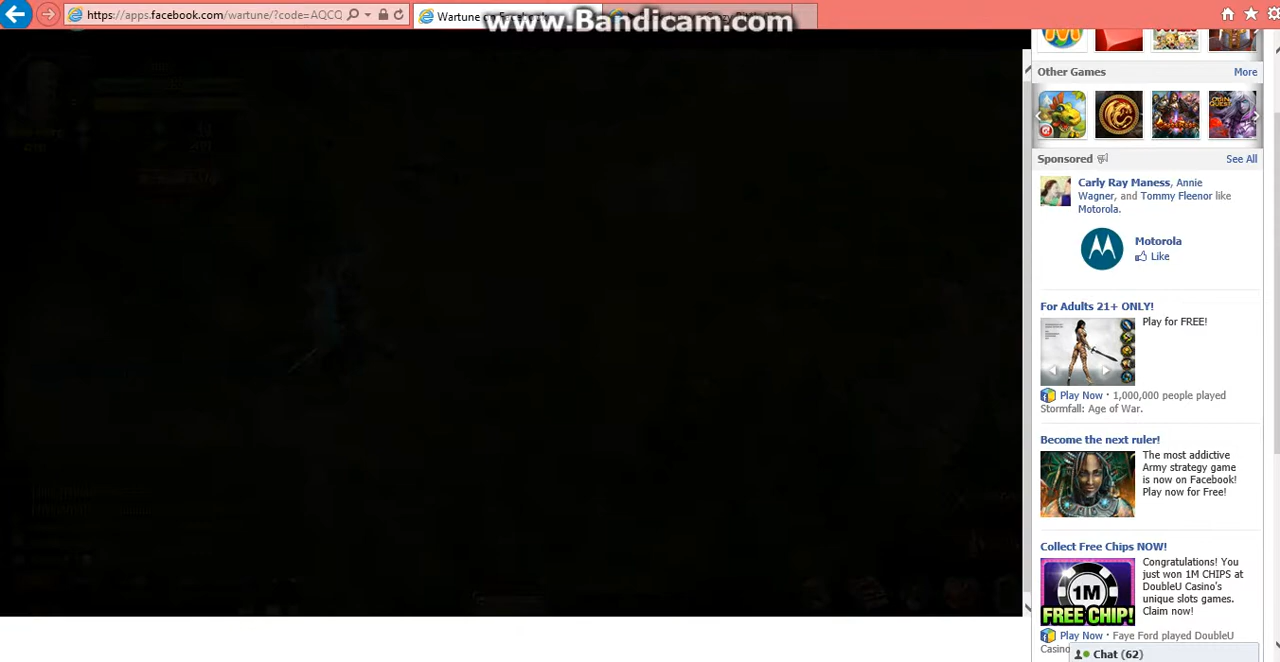 www.Bandicam.com
https://apps.facebook.com/wartune/?code=AQCQ
Wartune
Other Games
More
Sponsored
See All
Carly Ray Maness, Annie
Wagner, and Tommy Fleenor like
Motorola.
Motorola
Like
For Adults 21+ ONLY!
Play for FREE!
Play Now · 1,000,000 people played
Stormfall: Age of War.
Become the next ruler!
The most addictive
Army strategy game
is now on Facebook!
Play now for Free!
Collect Free Chips NOW!
Congratulations! You
just won 1M CHIPS at
DoubleU Casino's
unique slots games.
Claim now!
1M
FREE CHIP!
Play Now · Faye Ford played DoubleU
Casino
Chat (62)